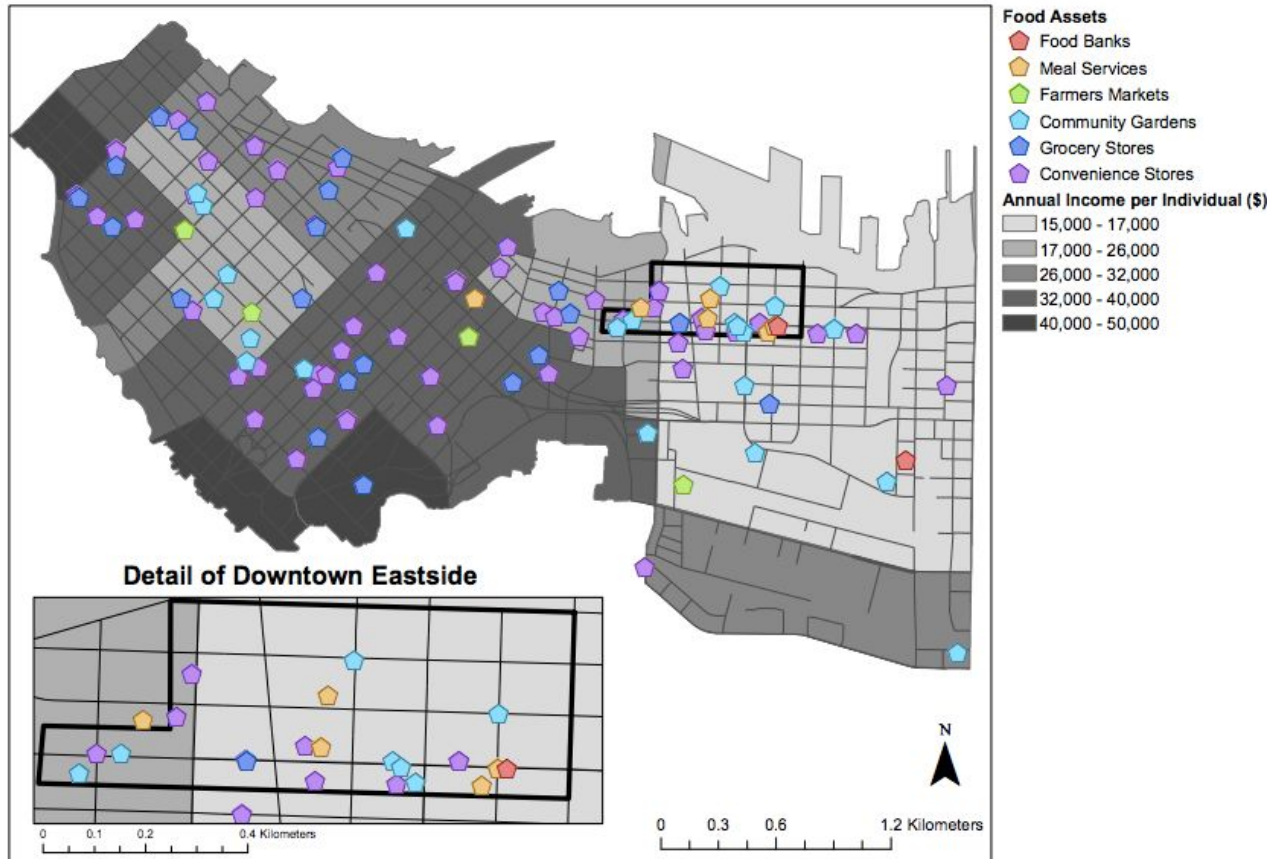 Food Assets
Food Banks
Meal Services
Farmers Markets
Community Gardens
Grocery Stores
Convenience Stores
Annual Income per Individual ($)
15,000 - 17,000
17,000 - 26,000
26,000 - 32,000
32,000 - 40,000
40,000 - 50,000
Detail of Downtown Eastside
N
0 0.1 0.2 0.4 Kilometers
0 0.3 0.6 1.2 Kilometers